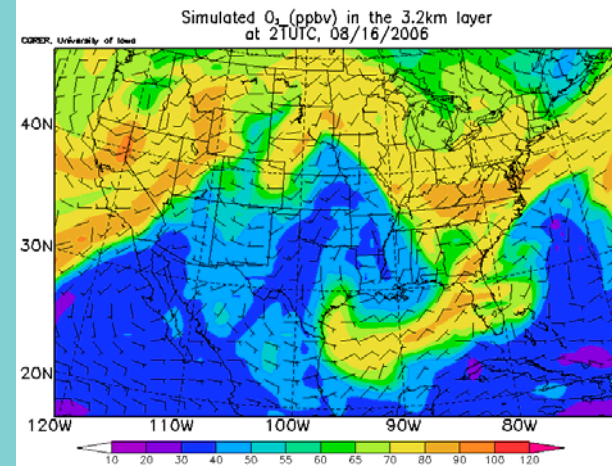 Simulated O₃ (ppbv) in the 3.2km layer
at 21UTC, 08/16/2006
CGRER, University of Iowa
40N
30N
20N
120W 110W 100W 90W 80W
10 20 30 40 50 55 60 65 70 80 90 100 120